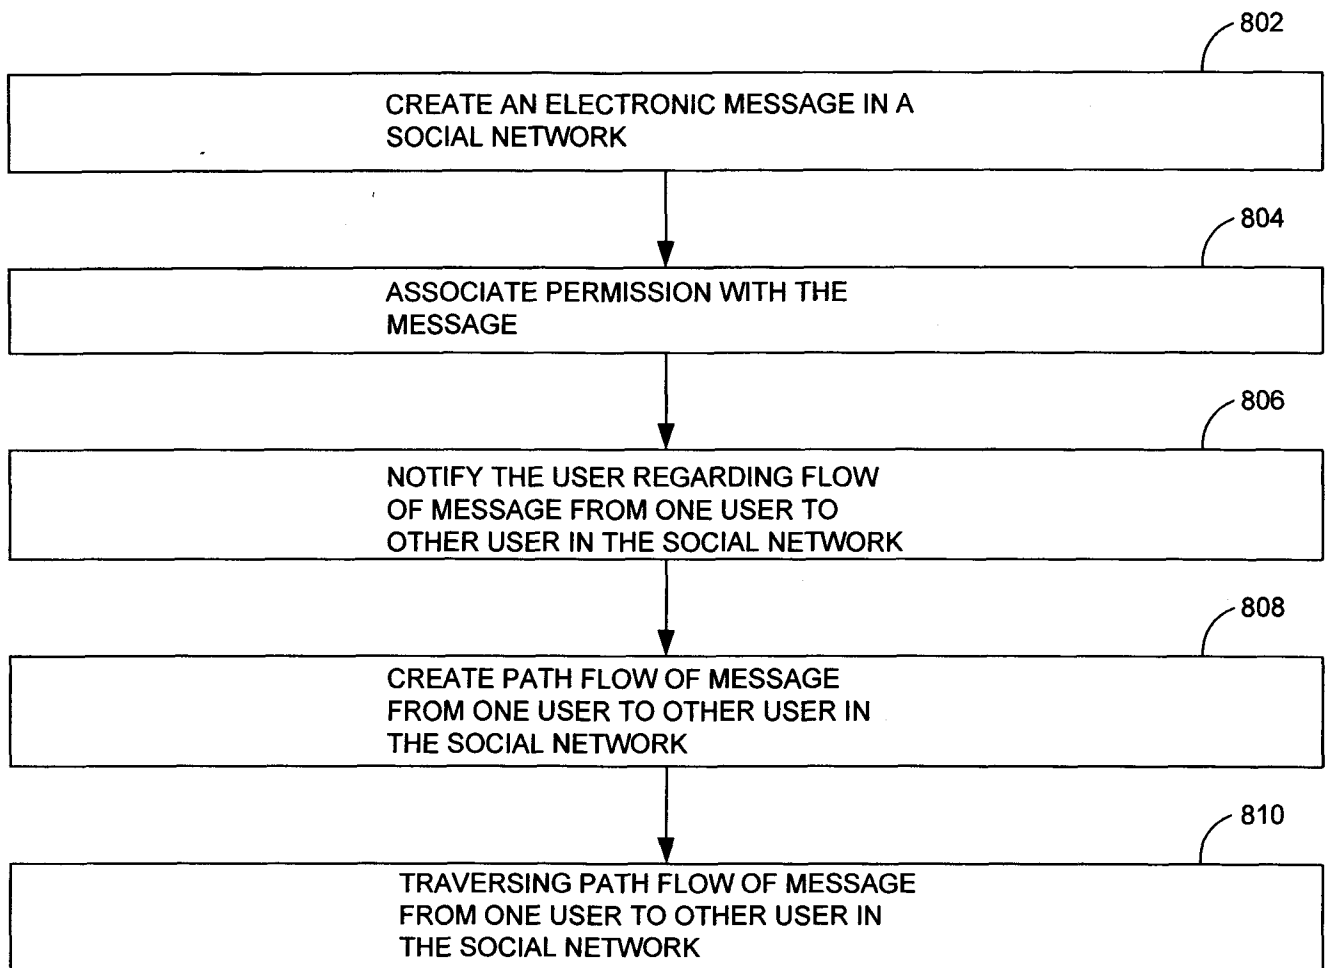 802
CREATE AN ELECTRONIC MESSAGE IN A
SOCIAL NETWORK
804
ASSOCIATE PERMISSION WITH THE
MESSAGE
806
NOTIFY THE USER REGARDING FLOW
OF MESSAGE FROM ONE USER TO
OTHER USER IN THE SOCIAL NETWORK
808
CREATE PATH FLOW OF MESSAGE
FROM ONE USER TO OTHER USER IN
THE SOCIAL NETWORK
810
TRAVERSING PATH FLOW OF MESSAGE
FROM ONE USER TO OTHER USER IN
THE SOCIAL NETWORK